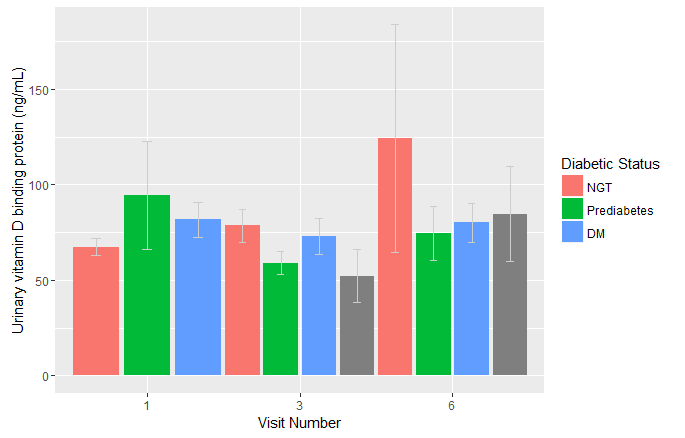 Urinary vitamin D binding protein (ng/mL)
150
100
50
0
1
3
6
Visit Number
Diabetic Status
NGT
Prediabetes
DM